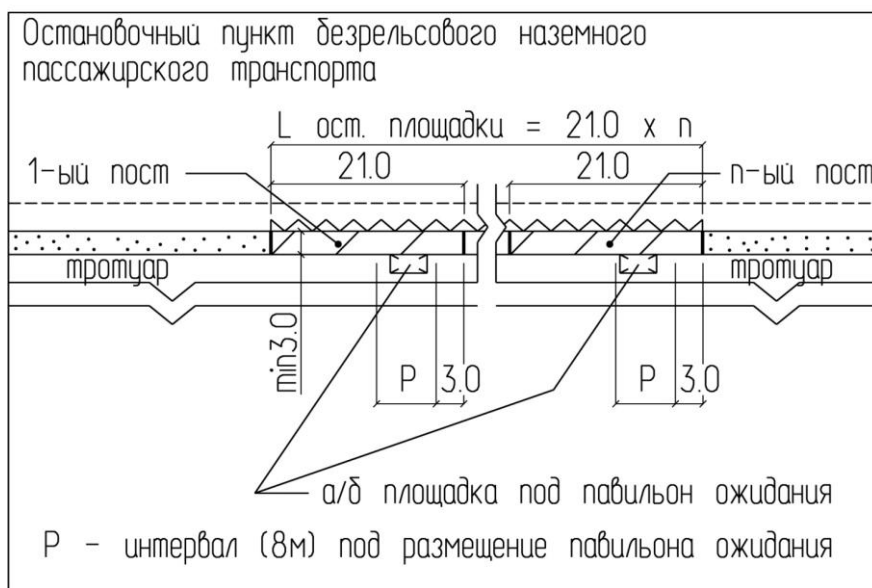 Остановочный пункт безрельсового наземного
пассажирского транспорта
L ост. площадки = 21.0 x n
1-ый пост
21.0
21.0
n-ый пост
тротуар
тротуар
min3.0
P
3.0
P
3.0
а/б площадка под павильон ожидания
P - интервал (8м) под размещение павильона ожидания